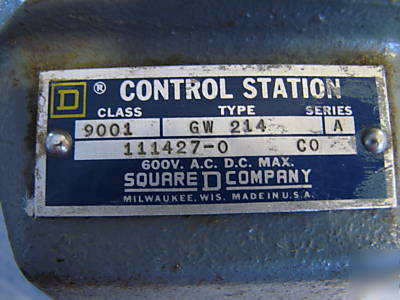 D ® CONTROL STATION
CLASS TYPE SERIES
9001 GW 214 A
111427-0 CO
600V. A.C. D.C. MAX.
SQUARE D COMPANY
MILWAUKEE, WIS. MADE IN U.S.A.